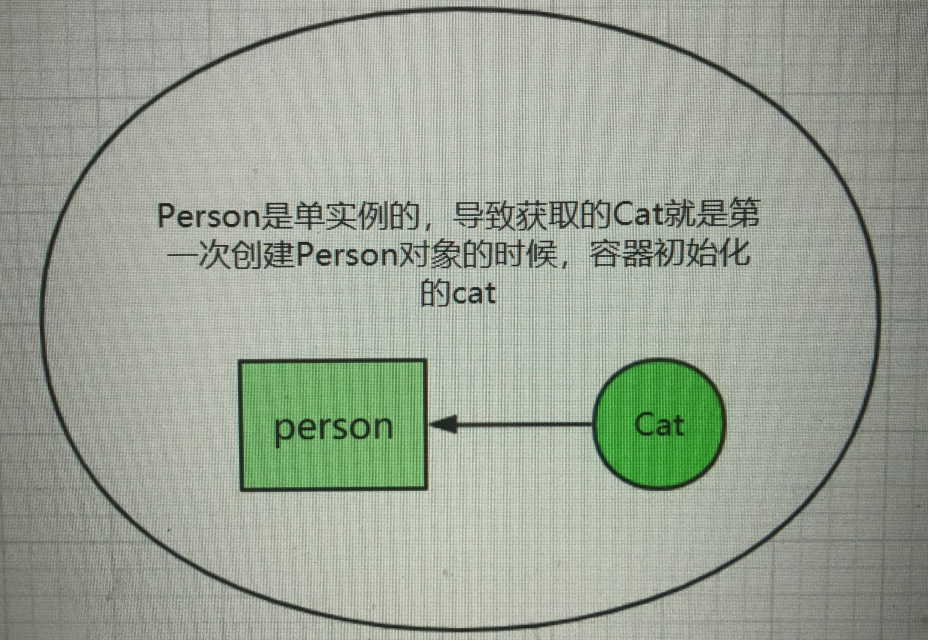 Person是单实例的，导致获取的Cat就是第
一次创建Person对象的时候，容器初始化
的cat
person
Cat